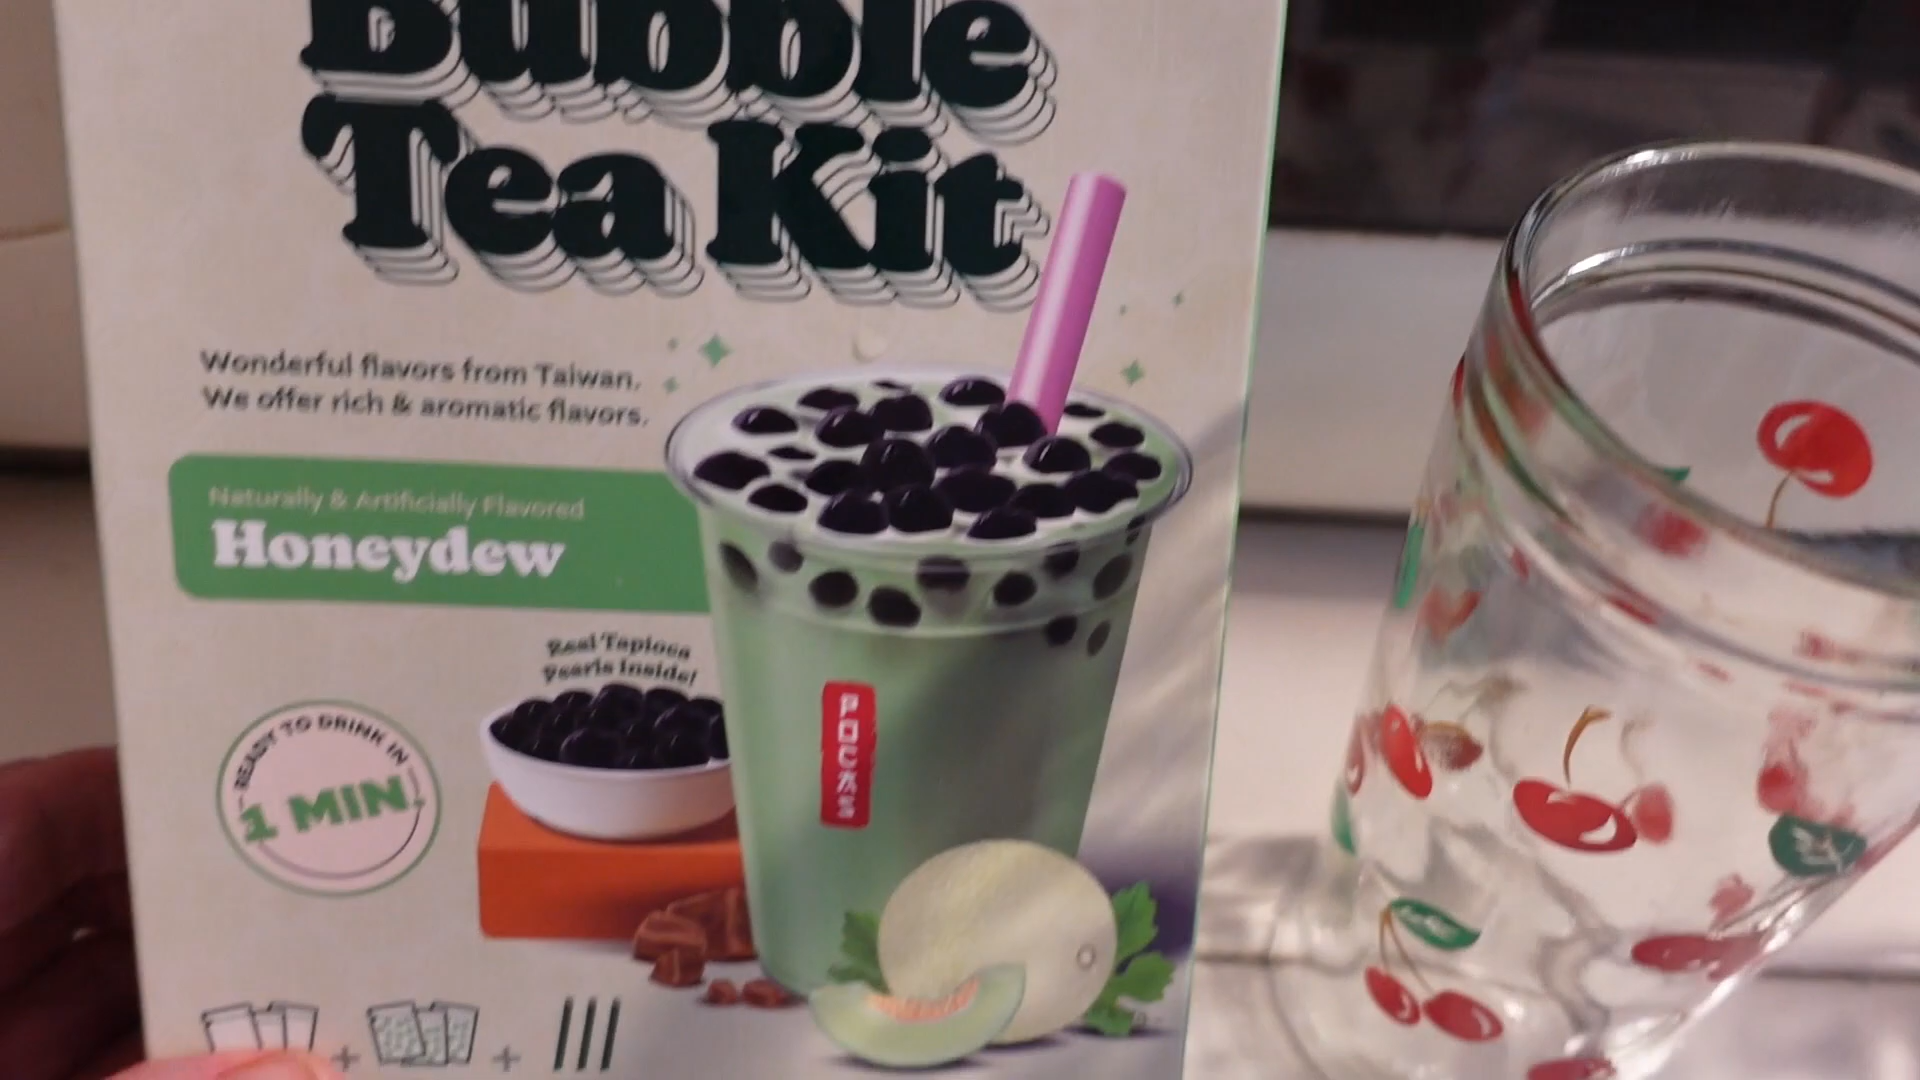 Bubble
Tea Kit
Wonderful flavors from Taiwan.
We offer rich & aromatic flavors.
Naturally & Artificially Flavored
Honeydew
Real Tapioca
Pearls Inside!
READY TO DRINK IN
1 MIN
POCAS
+ +